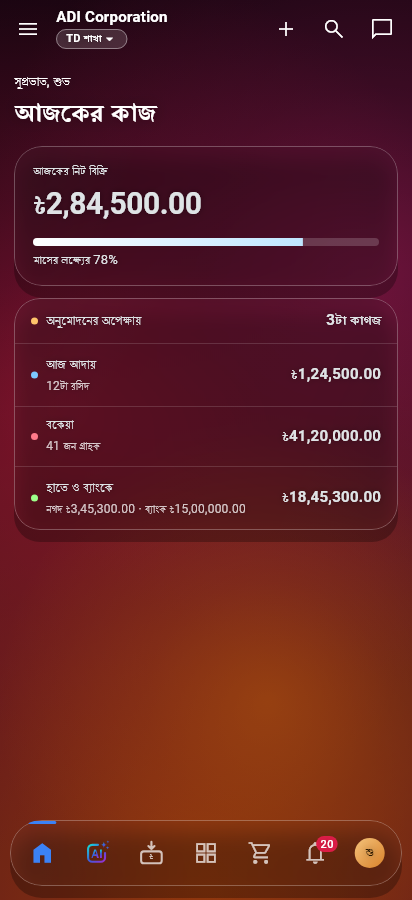 ADI Corporation
TD শাখা
সুপ্রভাত, শুভ
আজকের কাজ
আজকের নিট বিক্রি
৳2,84,500.00
মাসের লক্ষ্যের 78%
অনুমোদনের অপেক্ষায় 3টা কাগজ
আজ আদায়
12টা রসিদ
৳1,24,500.00
বকেয়া
41 জন গ্রাহক
৳41,20,000.00
হাতে ও ব্যাংকে
নগদ ৳3,45,300.00 · ব্যাংক ৳15,00,000.00
৳18,45,300.00
AI
৳
20
শু